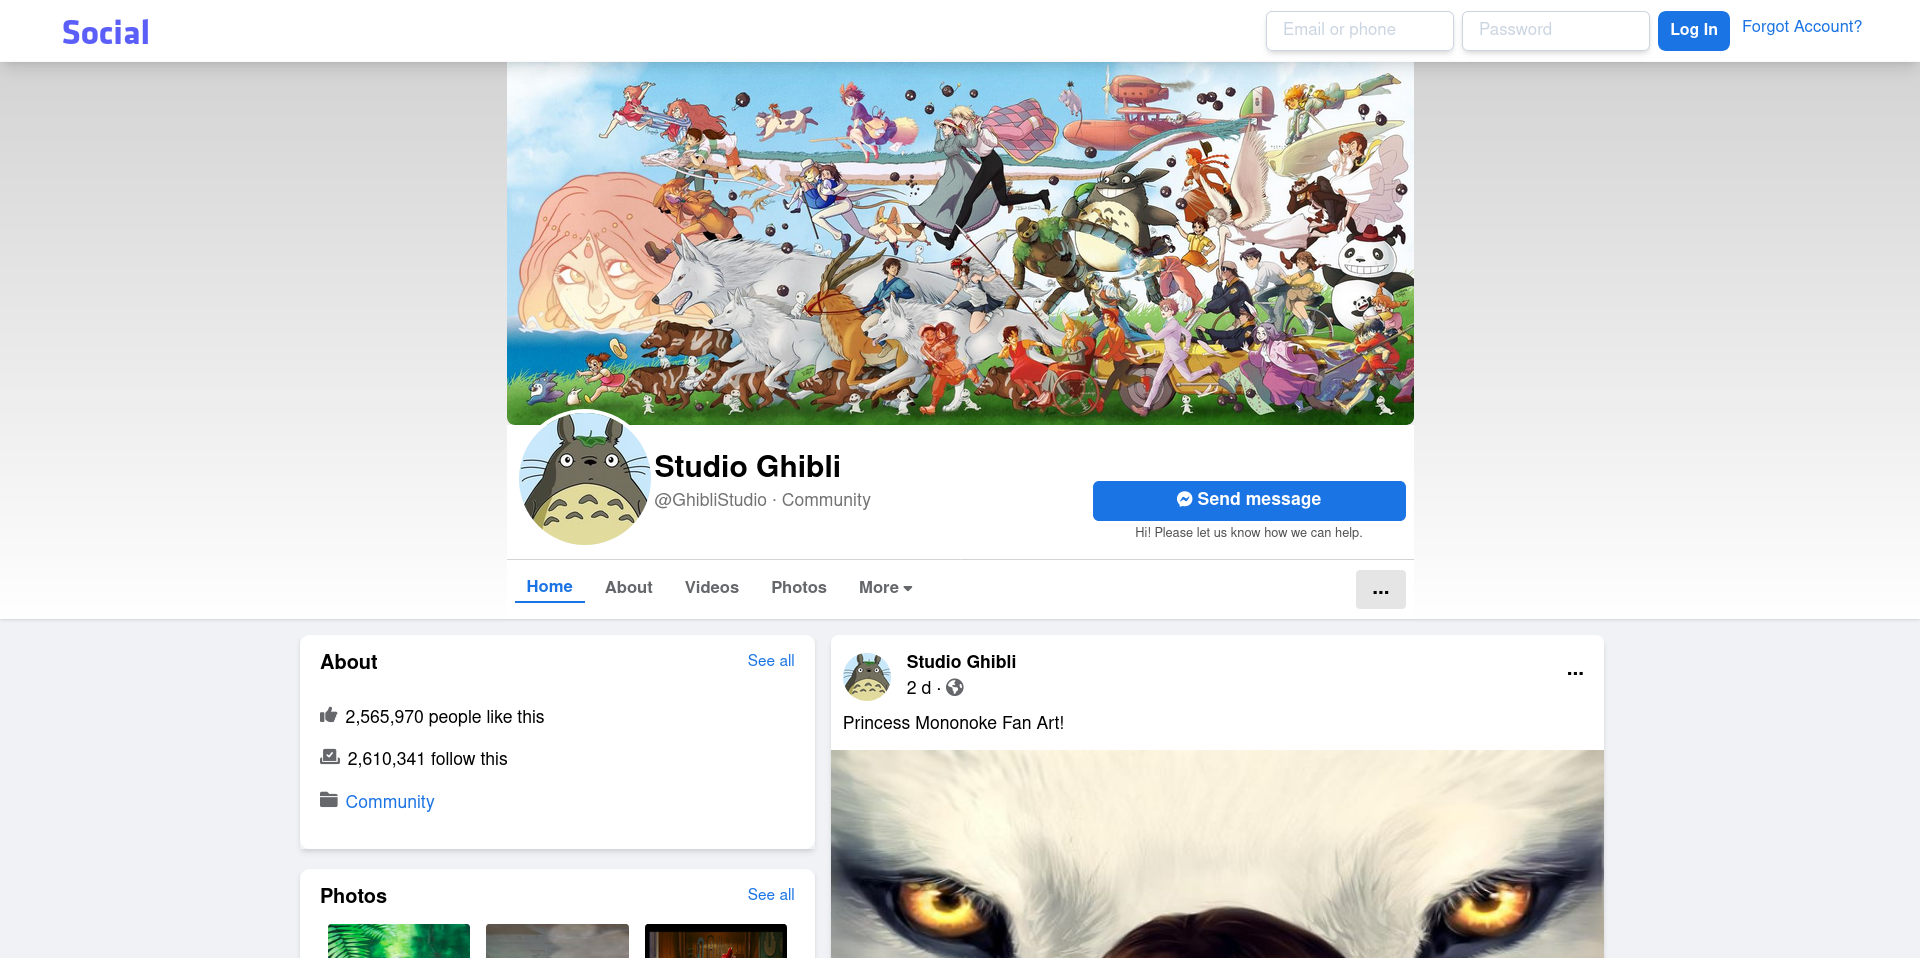 Social
Email or phone
Password
Log In
Forgot Account?
Studio Ghibli
@GhibliStudio · Community
Send message
Hi! Please let us know how we can help.
Home
About
Videos
Photos
More
...
About
See all
2,565,970 people like this
2,610,341 follow this
Community
Photos
See all
Studio Ghibli
...
2 d ·
Princess Mononoke Fan Art!